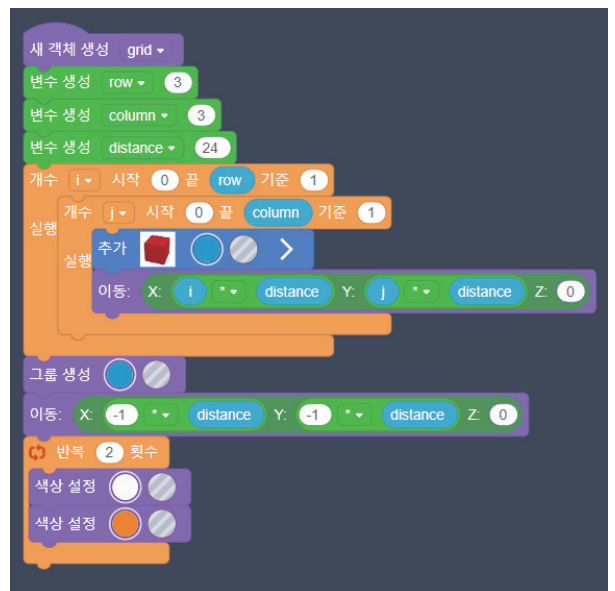 새 객체 생성 grid
변수 생성 row 3
변수 생성 column 3
변수 생성 distance 24
개수 i 시작 0 끝 row 기준 1
실행
개수 j 시작 0 끝 column 기준 1
실행
추가
이동: X: i * distance Y: j * distance Z: 0
그룹 생성
이동: X: -1 * distance Y: -1 * distance Z: 0
반복 2 횟수
색상 설정
색상 설정